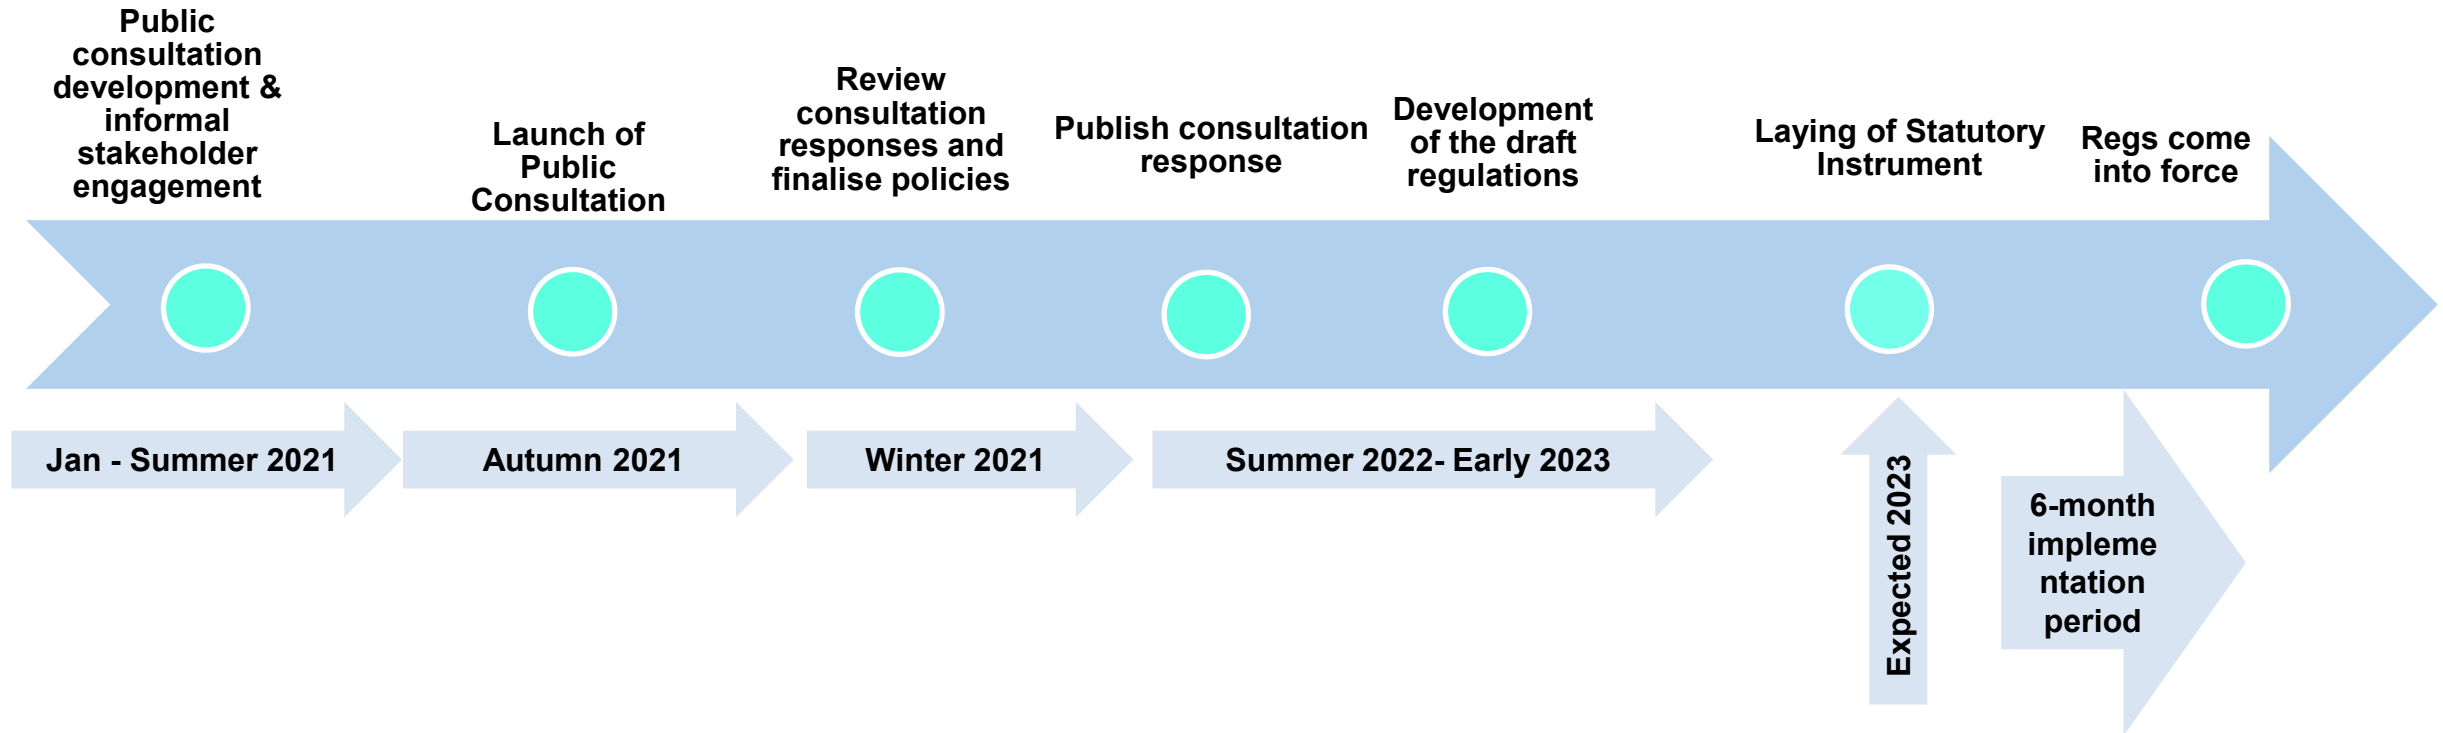 Public
consultation
development &
informal
stakeholder
engagement
Launch of
Public
Consultation
Review
consultation
responses and
finalise policies
Publish consultation
response
Development
of the draft
regulations
Laying of Statutory
Instrument
Regs come
into force
Jan - Summer 2021
Autumn 2021
Winter 2021
Summer 2022- Early 2023
Expected 2023
6-month
impleme
ntation
period